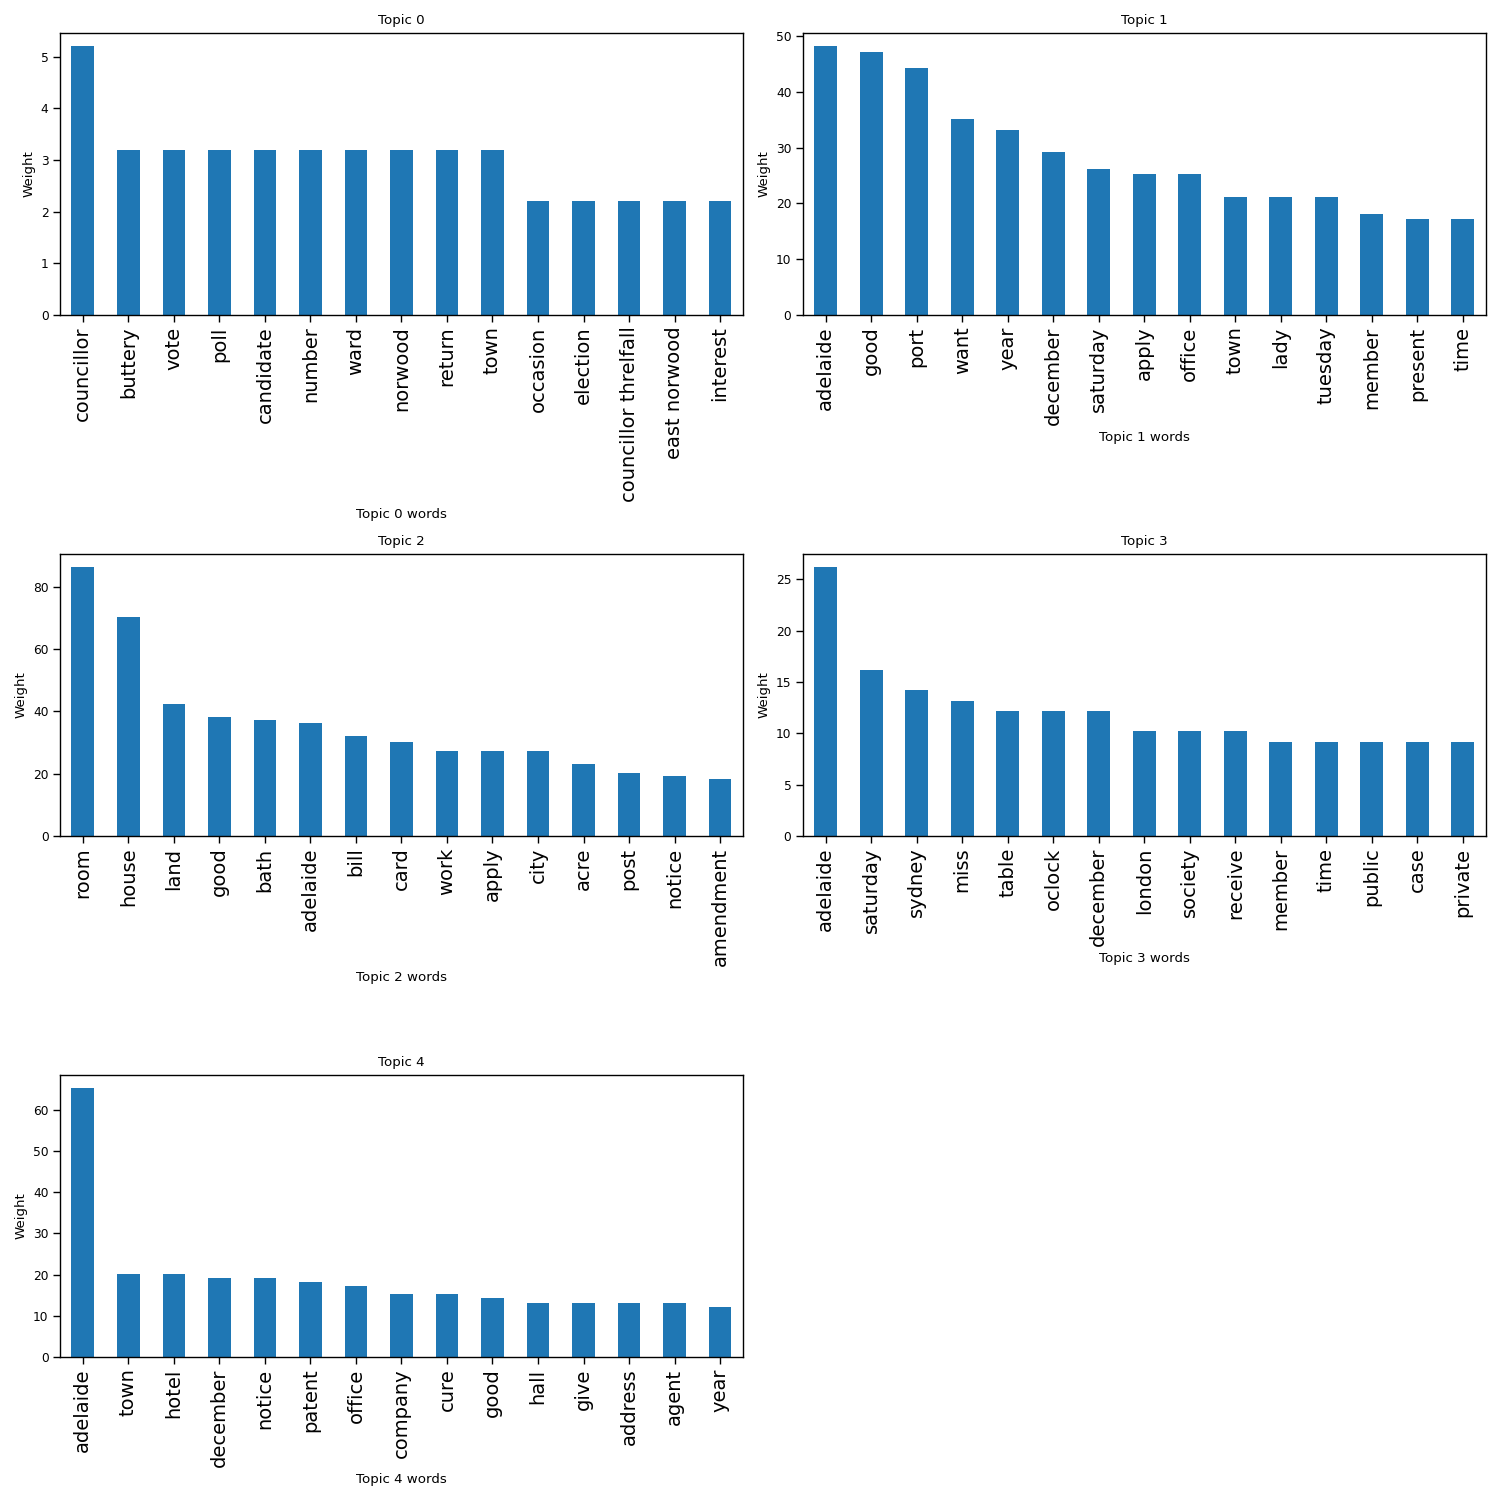 Topic 0
5
4
3
2
1
0
Weight
councillor
buttery
vote
poll
candidate
number
ward
norwood
return
town
occasion
election
councillor threlfall
east norwood
interest
Topic 0 words
Topic 1
50
40
30
20
10
0
Weight
adelaide
good
port
want
year
december
saturday
apply
office
town
lady
tuesday
member
present
time
Topic 1 words
Topic 2
80
60
40
20
0
Weight
room
house
land
good
bath
adelaide
bill
card
work
apply
city
acre
post
notice
amendment
Topic 2 words
Topic 3
25
20
15
10
5
0
Weight
adelaide
saturday
sydney
miss
table
oclock
december
london
society
receive
member
time
public
case
private
Topic 3 words
Topic 4
60
50
40
30
20
10
0
Weight
adelaide
town
hotel
december
notice
patent
office
company
cure
good
hall
give
address
agent
year
Topic 4 words